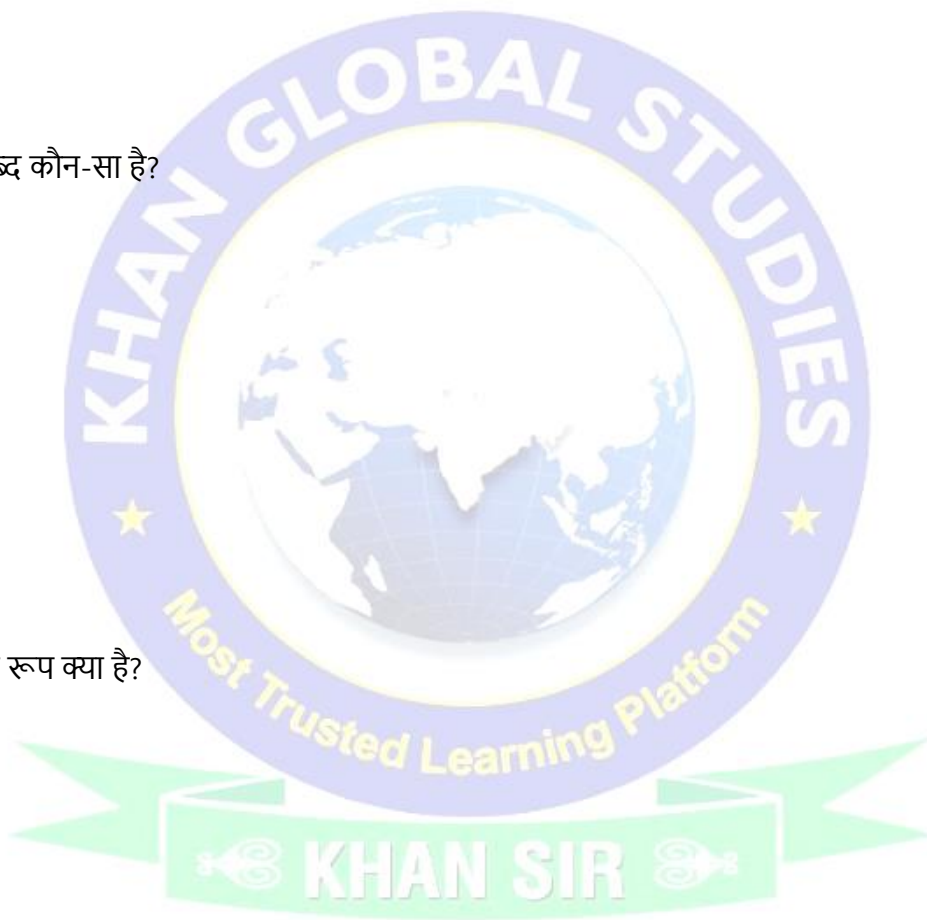 KHAN GLOBAL STUDIES
कौन-सा है?
रूप क्या है?
Most Trusted Learning Platform
KHAN SIR